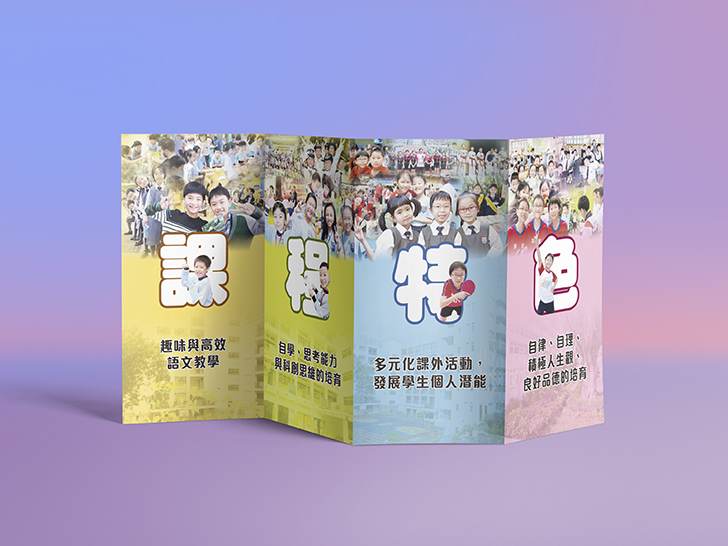 課程特色
趣味與高效
語文教學
自學、思考能力
與科創思維的培育
多元化課外活動，
發展學生個人潛能
自律、自理、
積極人生觀、
良好品德的培育